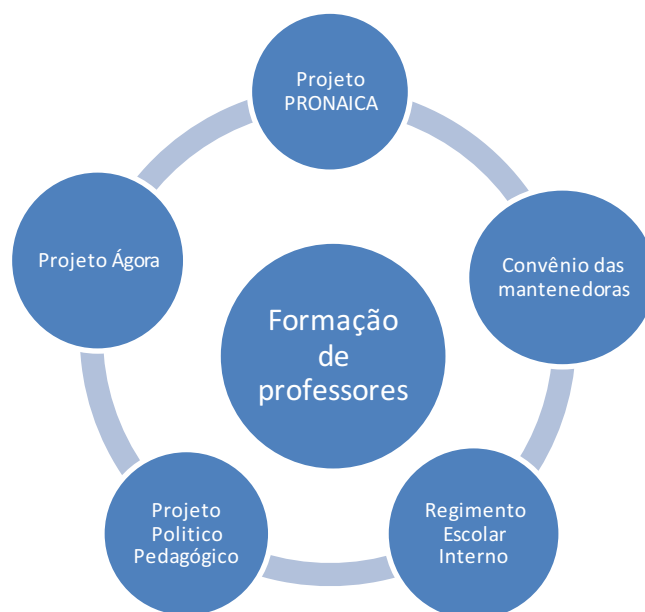 Projeto
PRONAICA
Convênio das
mantenedoras
Regimento
Escolar
Interno
Projeto
Politico
Pedagógico
Projeto Ágora
Formação
de
professores